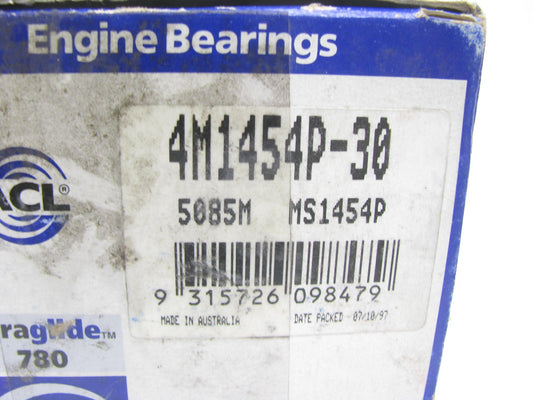 Engine Bearings
4M1454P-30
ACL®
5085M MS1454P
9 315726 098479
MADE IN AUSTRALIA DATE PACKED - 07/10/97
raglide™
780